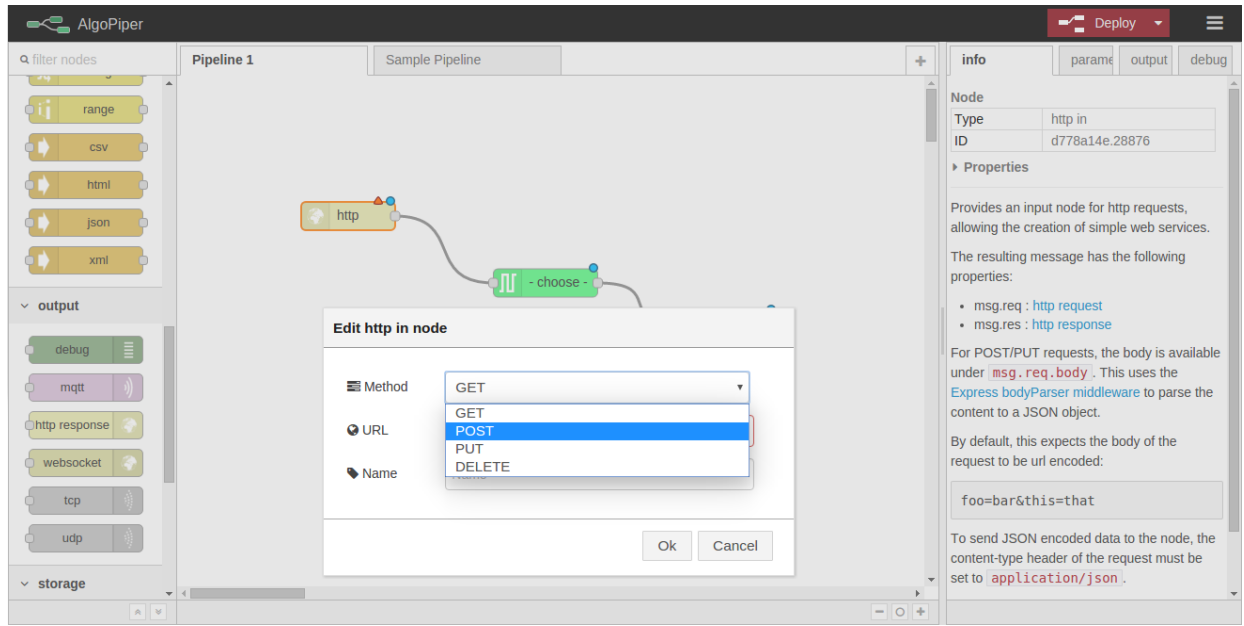 AlgoPiper
Deploy
filter nodes
range
csv
html
json
xml
output
debug
mqtt
http response
websocket
tcp
udp
storage
Pipeline 1
Sample Pipeline
http
- choose -
Edit http in node
Method
GET
GET
POST
PUT
DELETE
URL
Name
Ok
Cancel
info
parame
output
debug
Node
Type http in
ID d778a14e.28876
Properties
Provides an input node for http requests,
allowing the creation of simple web services.
The resulting message has the following
properties:
msg.req : http request
msg.res : http response
For POST/PUT requests, the body is available
under msg.req.body . This uses the
Express bodyParser middleware to parse the
content to a JSON object.
By default, this expects the body of the
request to be url encoded:
foo=bar&this=that
To send JSON encoded data to the node, the
content-type header of the request must be
set to application/json .